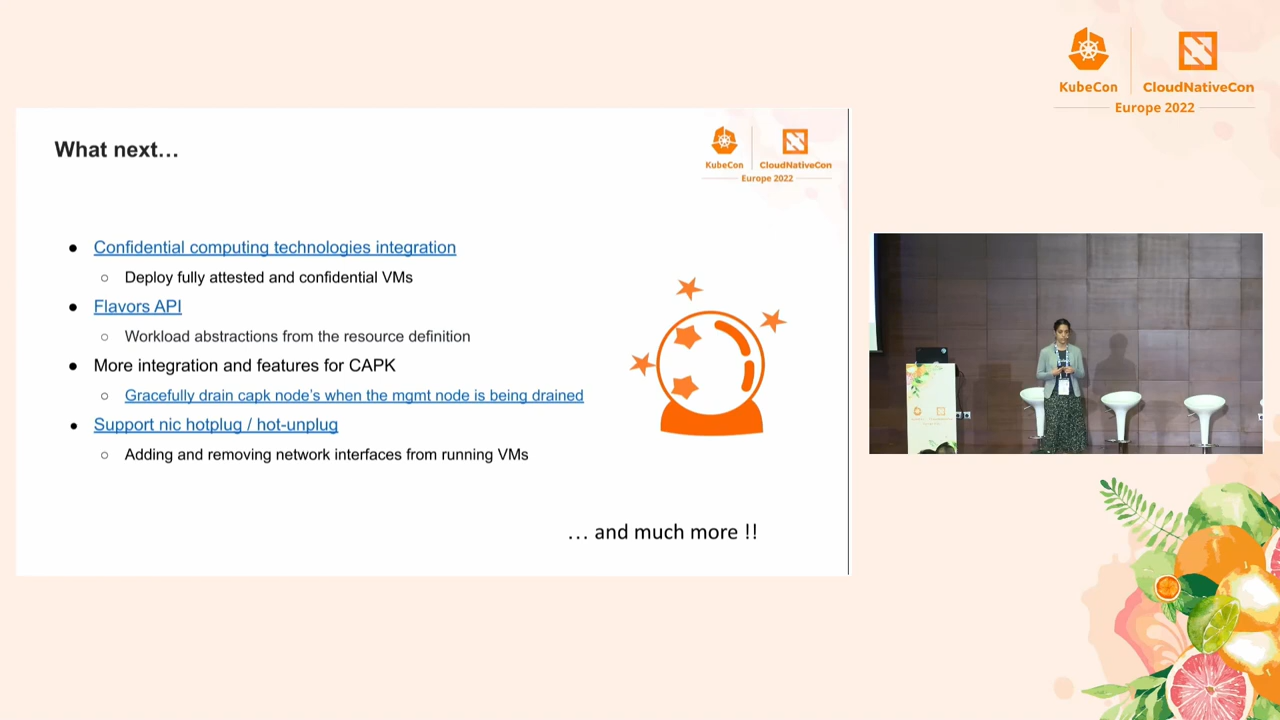 KubeCon
CloudNativeCon
Europe 2022
What next…
KubeCon
CloudNativeCon
Europe 2022
Confidential computing technologies integration
Deploy fully attested and confidential VMs
Flavors API
Workload abstractions from the resource definition
More integration and features for CAPK
Gracefully drain capk node's when the mgmt node is being drained
Support nic hotplug / hot-unplug
Adding and removing network interfaces from running VMs
… and much more !!